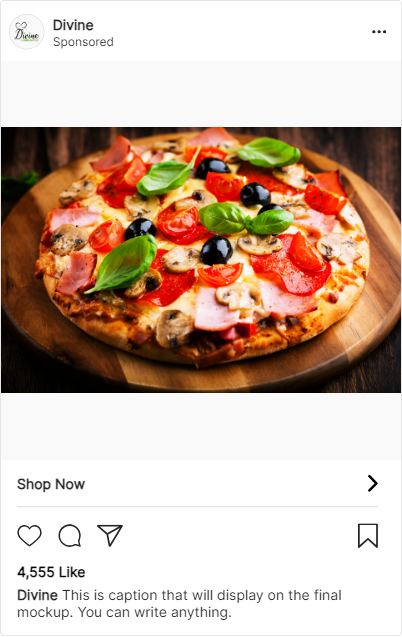 Divine
Divine
Sponsored
Shop Now
4,555 Like
Divine This is caption that will display on the final
mockup. You can write anything.